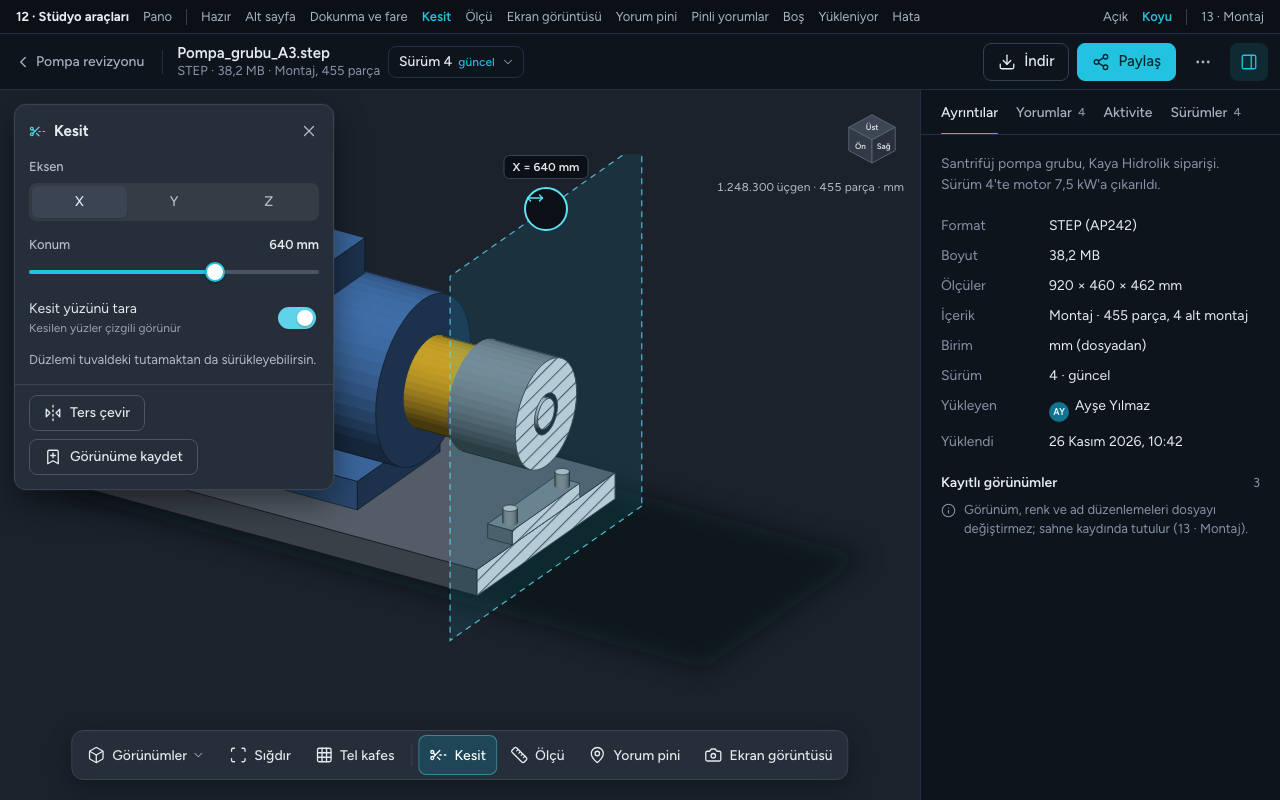 12 · Stüdyo araçları Pano Hazır Alt sayfa Dokunma ve fare Kesit Ölçü Ekran görüntüsü Yorum pini Pinli yorumlar Boş Yükleniyor Hata Açık Koyu 13 · Montaj
Pompa revizyonu
Pompa_grubu_A3.step
STEP · 38,2 MB · Montaj, 455 parça
Sürüm 4 güncel
İndir
Paylaş
Kesit
Eksen
X Y Z
Konum 640 mm
Kesit yüzünü tara
Kesilen yüzler çizgili görünür
Düzlemi tuvaldeki tutamaktan da sürükleyebilirsin.
Ters çevir
Görünüme kaydet
X = 640 mm
Üst
Ön Sağ
1.248.300 üçgen · 455 parça · mm
Görünümler Sığdır Tel kafes Kesit Ölçü Yorum pini Ekran görüntüsü
Ayrıntılar Yorumlar 4 Aktivite Sürümler 4
Santrifüj pompa grubu, Kaya Hidrolik siparişi.
Sürüm 4'te motor 7,5 kW'a çıkarıldı.
Format STEP (AP242)
Boyut 38,2 MB
Ölçüler 920 × 460 × 462 mm
İçerik Montaj · 455 parça, 4 alt montaj
Birim mm (dosyadan)
Sürüm 4 · güncel
Yükleyen AY Ayşe Yılmaz
Yüklendi 26 Kasım 2026, 10:42
Kayıtlı görünümler 3
Görünüm, renk ve ad düzenlemeleri dosyayı
değiştirmez; sahne kaydında tutulur (13 · Montaj).